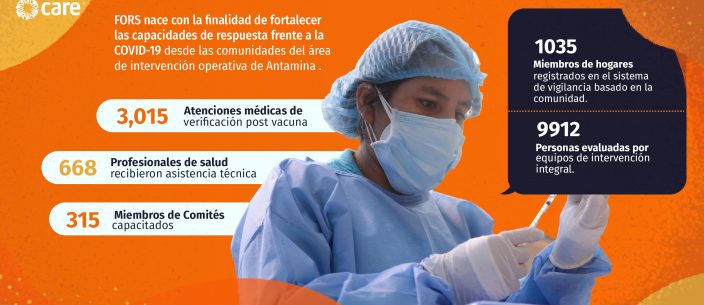 care
FORS nace con la finalidad de fortalecer
las capacidades de respuesta frente a la
COVID-19 desde las comunidades del área
de intervención operativa de Antamina .
3,015
Atenciones médicas de
verificación post vacuna
668
Profesionales de salud
recibieron asistencia técnica
315
Miembros de Comités
capacitados
1035
Miembros de hogares
registrados en el sistema
de vigilancia basado en la
comunidad.
9912
Personas evaluadas por
equipos de intervención
integral.